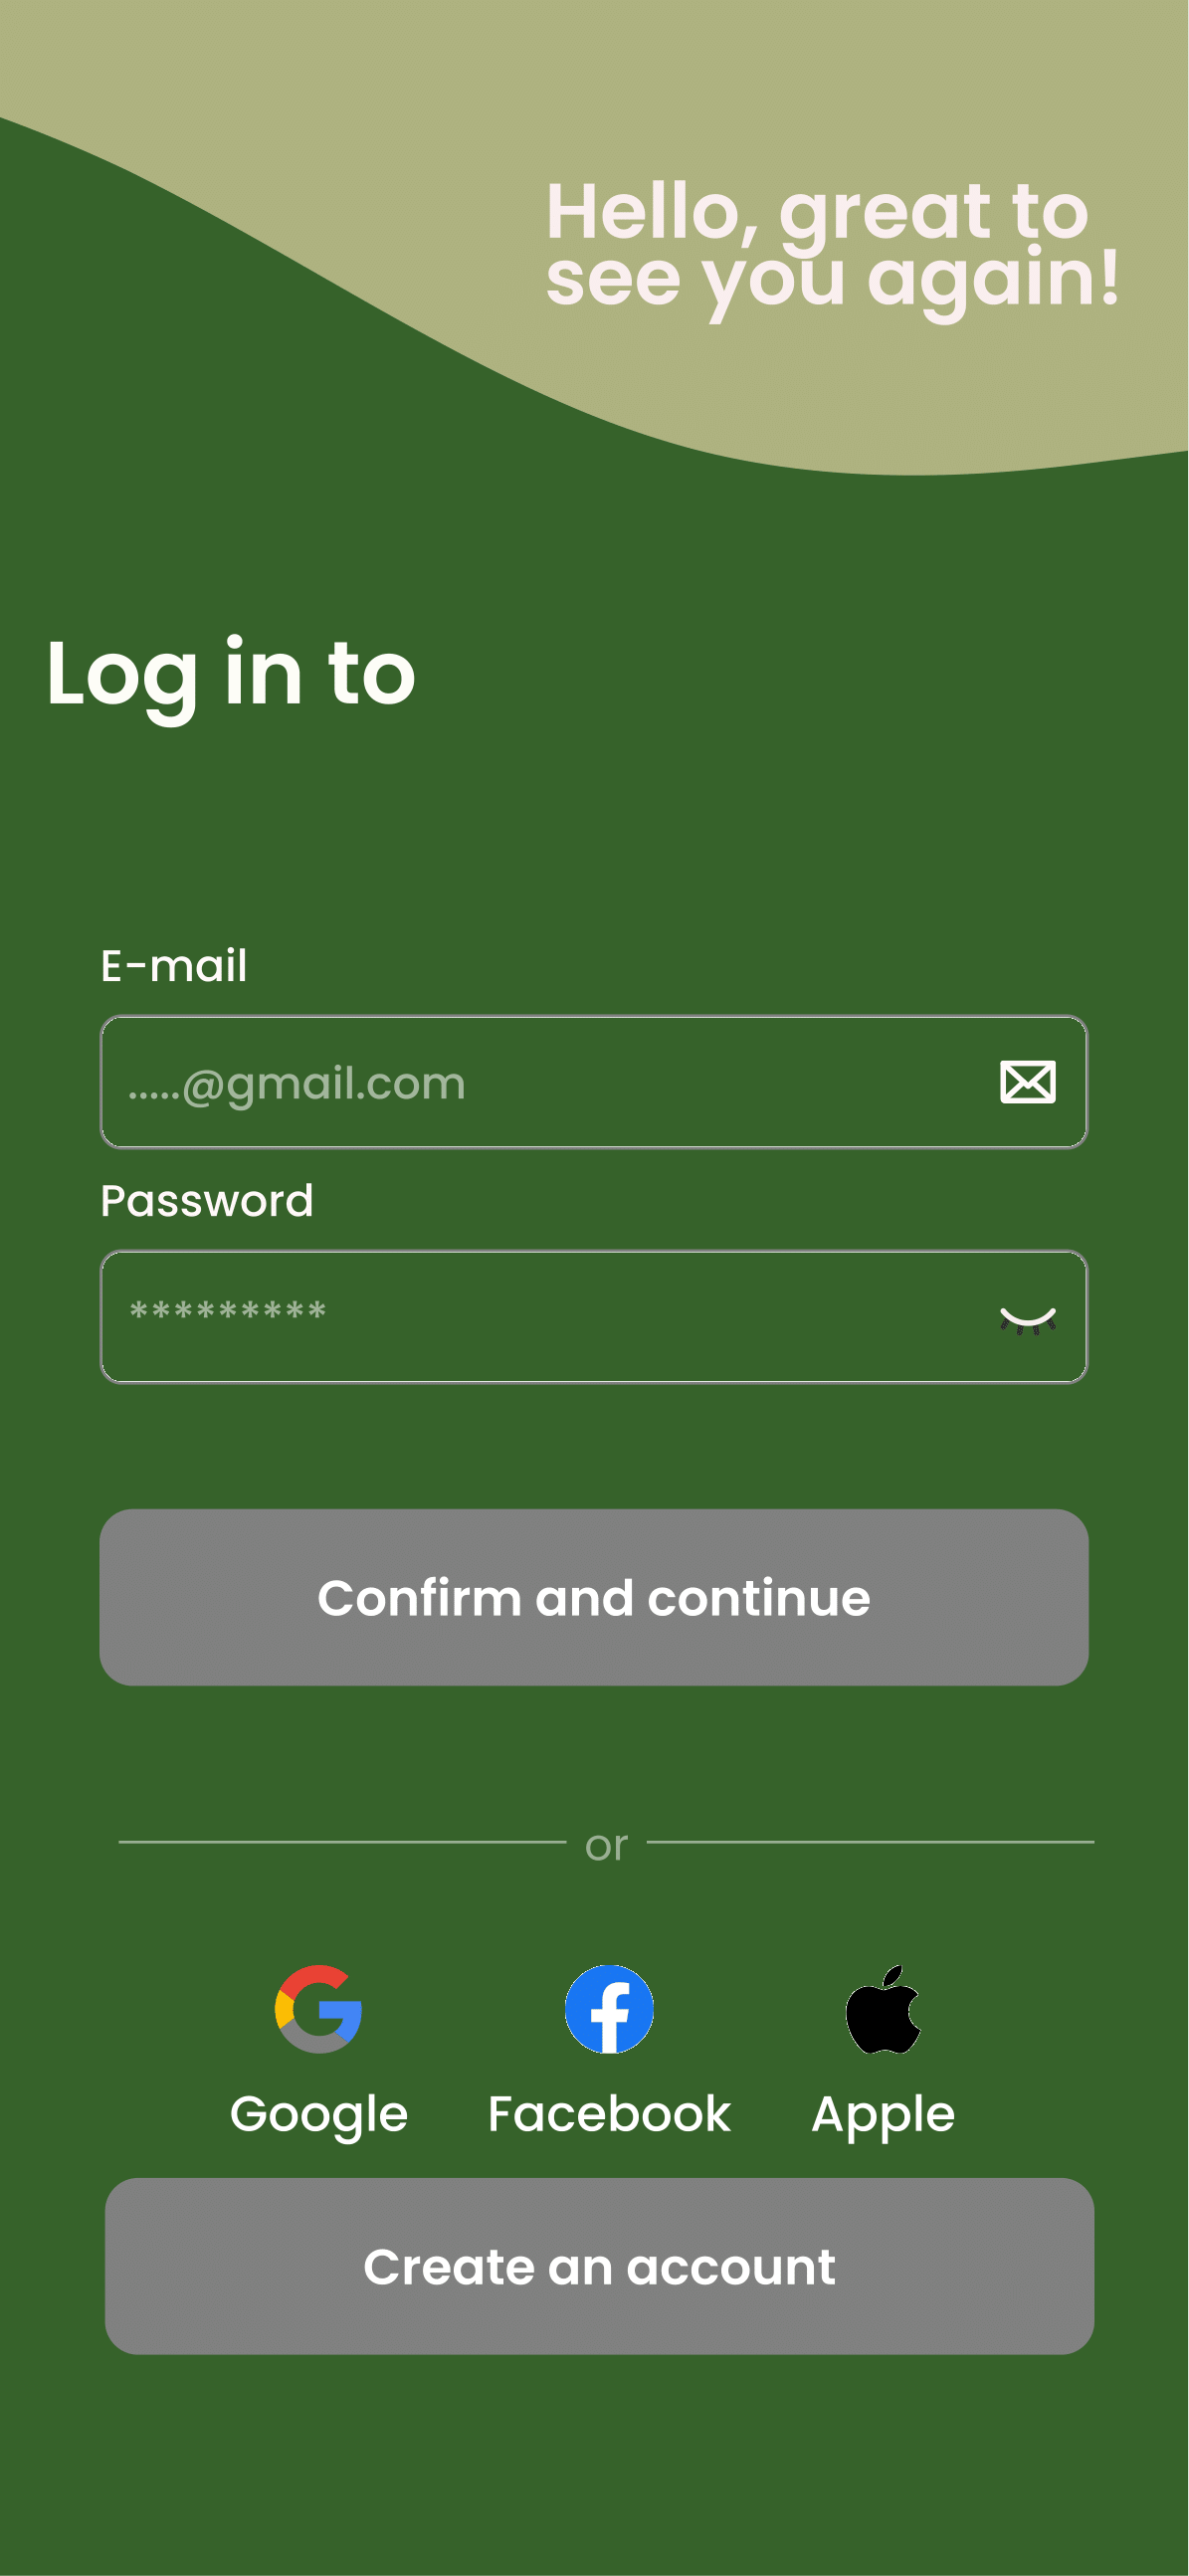 Hello, great to
see you again!
Log in to
E-mail
.....@gmail.com
Password
*********
Confirm and continue
or
Google
Facebook
Apple
Create an account